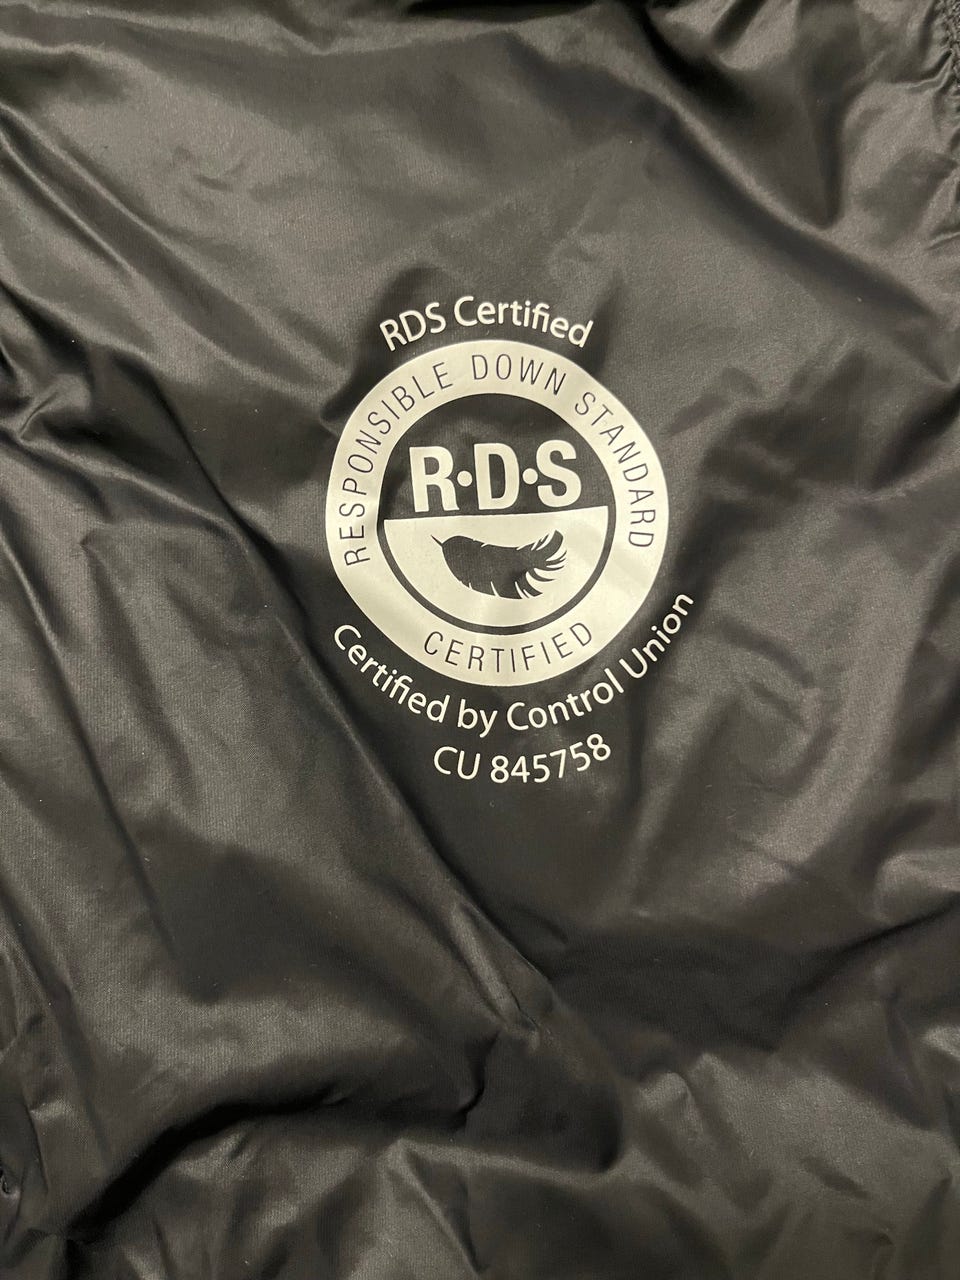 RDS Certified
RESPONSIBLE DOWN STANDARD
R•D•S
CERTIFIED
Certified by Control Union
CU 845758